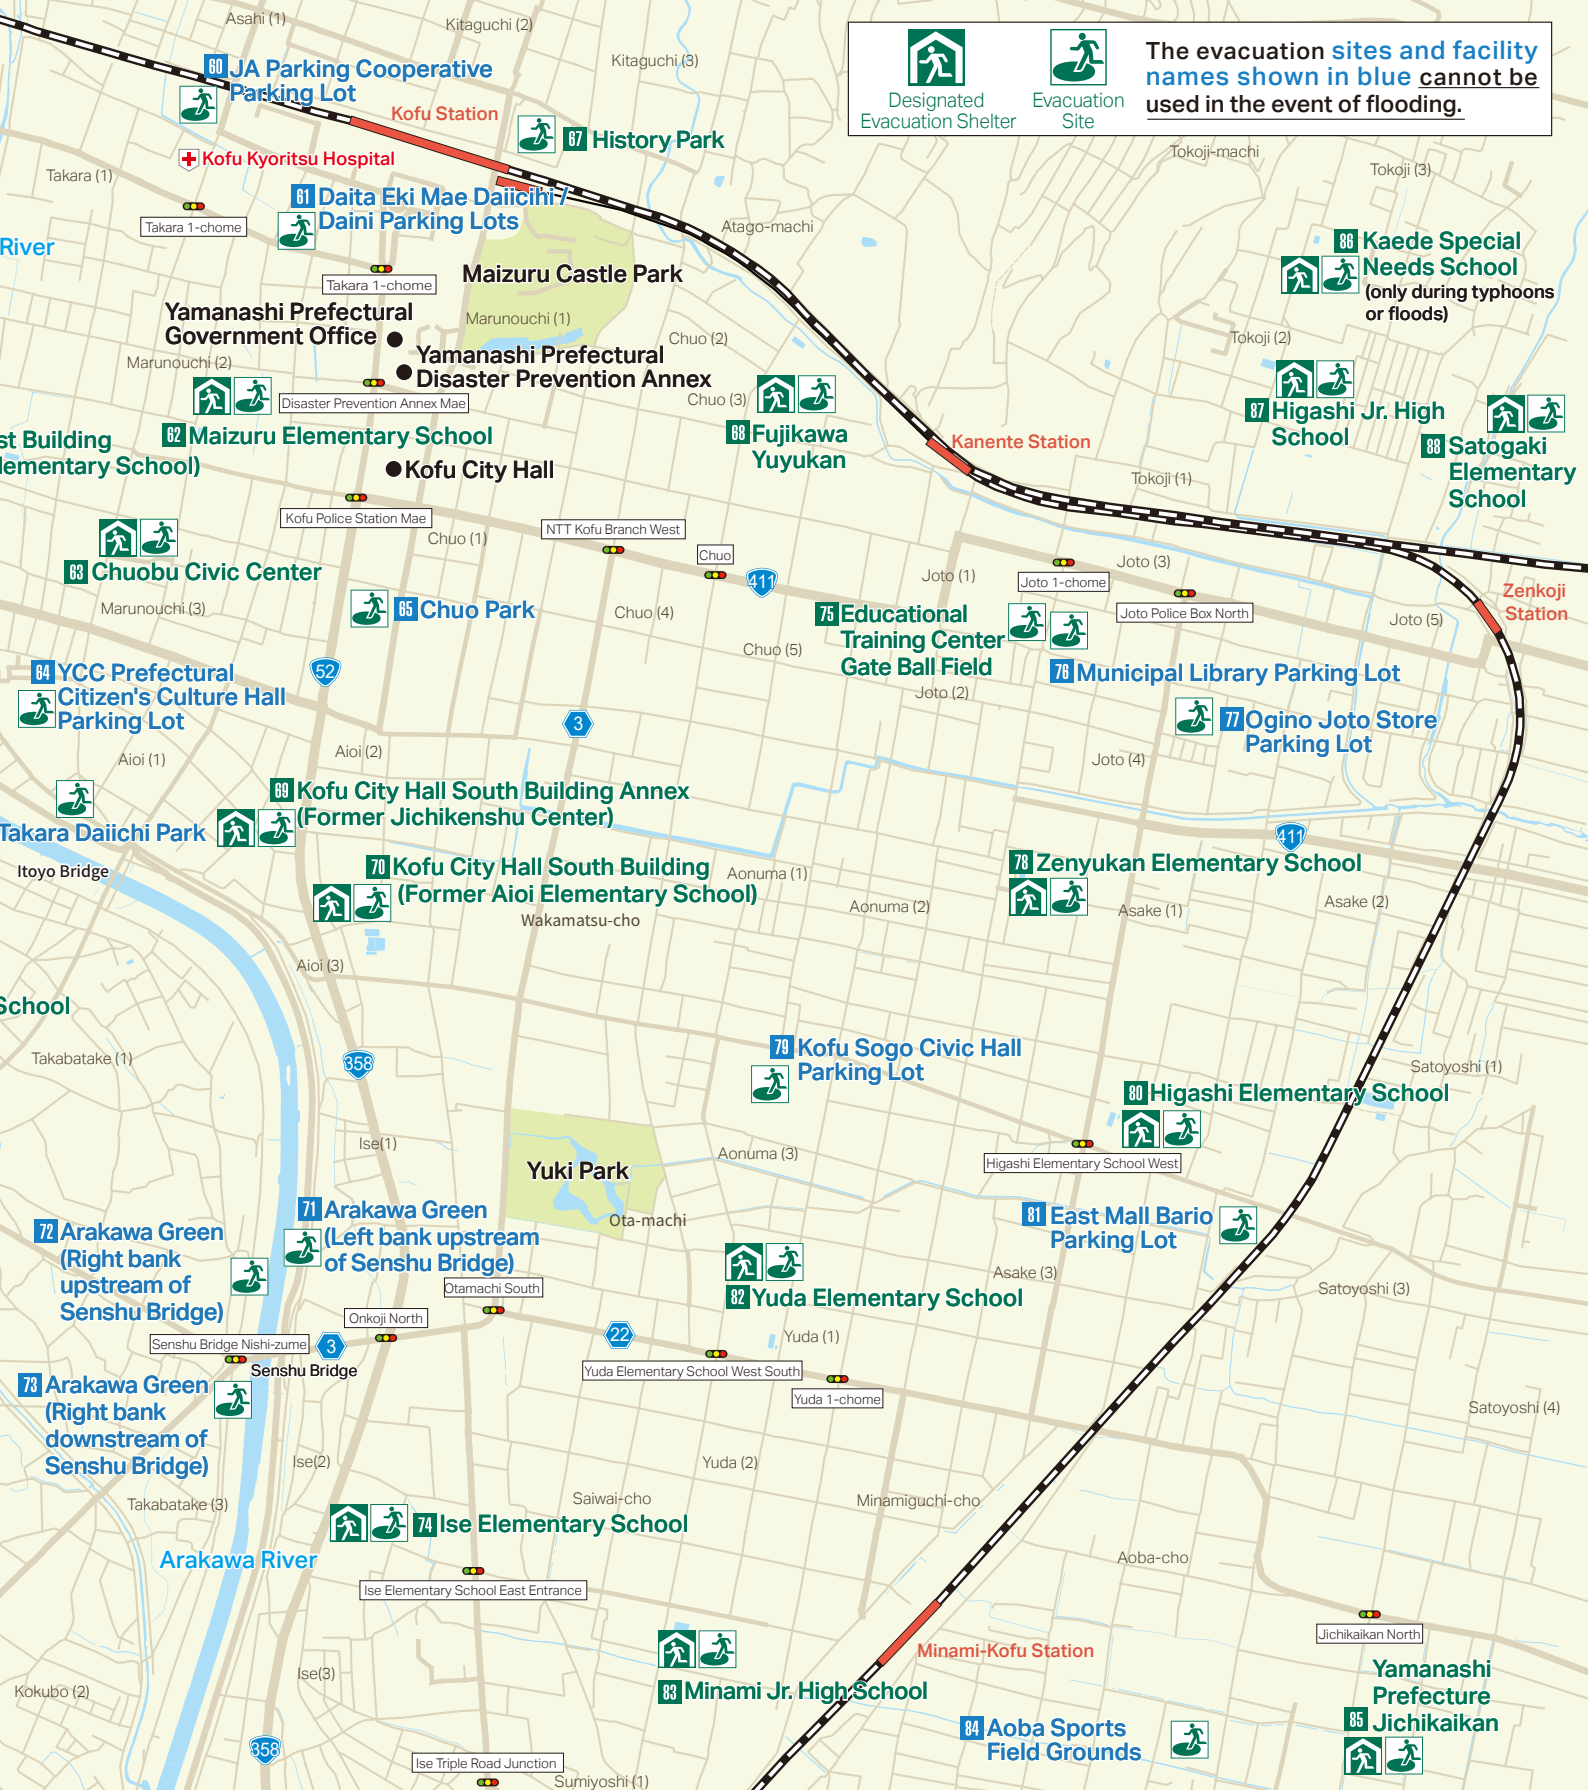 Asahi (1)
Kitaguchi (2)
Kitaguchi (3)
60 JA Parking Cooperative
Parking Lot
Kofu Station
67 History Park
Designated
Evacuation Shelter
Evacuation
Site
The evacuation sites and facility
names shown in blue cannot be
used in the event of flooding.
Kofu Kyoritsu Hospital
Takara (1)
Tokoji-machi
Tokoji (3)
61 Daita Eki Mae Daiicihi /
Daini Parking Lots
Takara 1-chome
Atago-machi
River
86 Kaede Special
Needs School
(only during typhoons
or floods)
Takara 1-chome
Maizuru Castle Park
Yamanashi Prefectural
Government Office
Marunouchi (1)
Chuo (2)
Tokoji (2)
Yamanashi Prefectural
Disaster Prevention Annex
Marunouchi (2)
Disaster Prevention Annex Mae
Chuo (3)
62 Maizuru Elementary School
68 Fujikawa
Yuyukan
87 Higashi Jr. High
School
88 Satogaki
Elementary
School
st Building
lementary School)
Kofu City Hall
Kanente Station
Tokoji (1)
Kofu Police Station Mae
NTT Kofu Branch West
Chuo (1)
Chuo
411
63 Chuobu Civic Center
Joto (1)
Joto 1-chome
Joto (3)
Joto Police Box North
Zenkoji
Station
Joto (5)
Marunouchi (3)
65 Chuo Park
Chuo (4)
75 Educational
Training Center
Gate Ball Field
Chuo (5)
64 YCC Prefectural
Citizen's Culture Hall
Parking Lot
52
76 Municipal Library Parking Lot
Joto (2)
3
77 Ogino Joto Store
Parking Lot
Aioi (1)
Aioi (2)
Joto (4)
69 Kofu City Hall South Building Annex
(Former Jichikenshu Center)
Takara Daiichi Park
411
Itoyo Bridge
70 Kofu City Hall South Building
(Former Aioi Elementary School)
Wakamatsu-cho
Aonuma (1)
Aonuma (2)
78 Zenyukan Elementary School
Asake (1)
Asake (2)
Aioi (3)
School
Takabatake (1)
358
79 Kofu Sogo Civic Hall
Parking Lot
Satoyoshi (1)
80 Higashi Elementary School
Ise(1)
Yuki Park
Aonuma (3)
Higashi Elementary School West
Ota-machi
71 Arakawa Green
(Left bank upstream
of Senshu Bridge)
72 Arakawa Green
(Right bank
upstream of
Senshu Bridge)
81 East Mall Bario
Parking Lot
Asake (3)
Satoyoshi (3)
Otamachi South
82 Yuda Elementary School
Onkoji North
Senshu Bridge Nishi-zume
3
Senshu Bridge
22
Yuda (1)
Yuda Elementary School West South
Yuda 1-chome
73 Arakawa Green
(Right bank
downstream of
Senshu Bridge)
Satoyoshi (4)
Ise(2)
Yuda (2)
Takabatake (3)
Saiwai-cho
Minamiguchi-cho
74 Ise Elementary School
Arakawa River
Aoba-cho
Ise Elementary School East Entrance
Jichikaikan North
Minami-Kofu Station
Ise(3)
Kokubo (2)
83 Minami Jr. High School
Yamanashi
Prefecture
85 Jichikaikan
84 Aoba Sports
Field Grounds
358
Ise Triple Road Junction
Sumiyoshi (1)